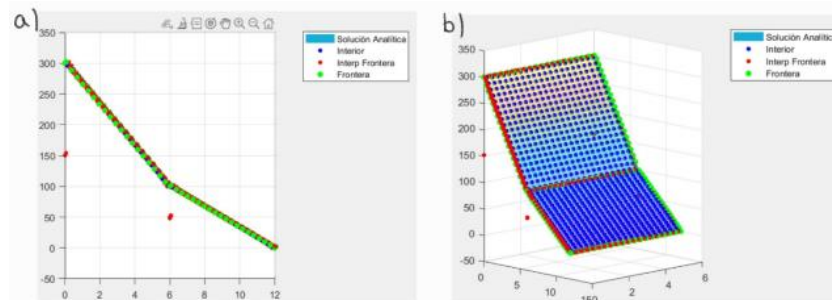 a)
350
300
250
200
150
100
50
0
-50
0 2 4 6 8 10 12
Solución Analítica
Interior
Interp Frontera
Frontera
b)
350
300
250
200
150
100
50
0
-50
0
5
10
150
2
4
6
Solución Analítica
Interior
Interp Frontera
Frontera